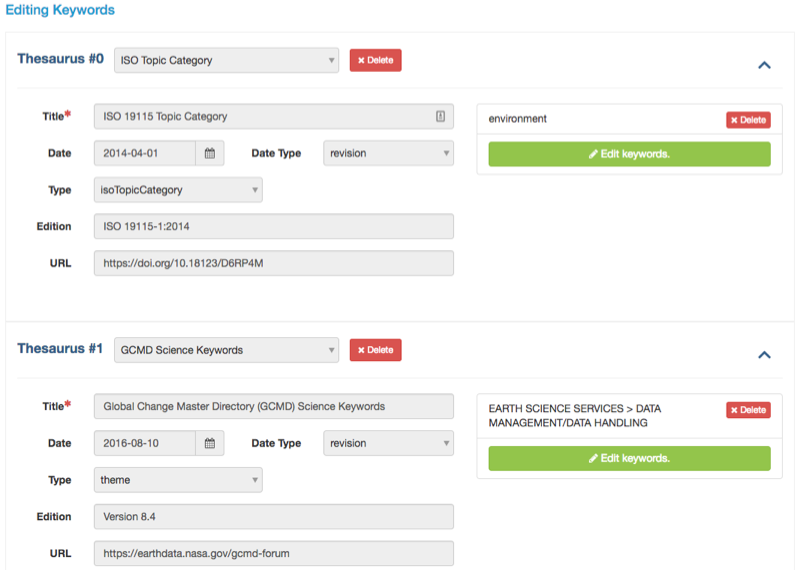 Editing Keywords
Thesaurus #0 ISO Topic Category ✖ Delete
Title* ISO 19115 Topic Category
environment ✖ Delete
Date 2014-04-01 Date Type revision
Edit keywords.
Type isoTopicCategory
Edition ISO 19115-1:2014
URL https://doi.org/10.18123/D6RP4M
Thesaurus #1 GCMD Science Keywords ✖ Delete
Title* Global Change Master Directory (GCMD) Science Keywords
EARTH SCIENCE SERVICES > DATA ✖ Delete
MANAGEMENT/DATA HANDLING
Date 2016-08-10 Date Type revision
Edit keywords.
Type theme
Edition Version 8.4
URL https://earthdata.nasa.gov/gcmd-forum